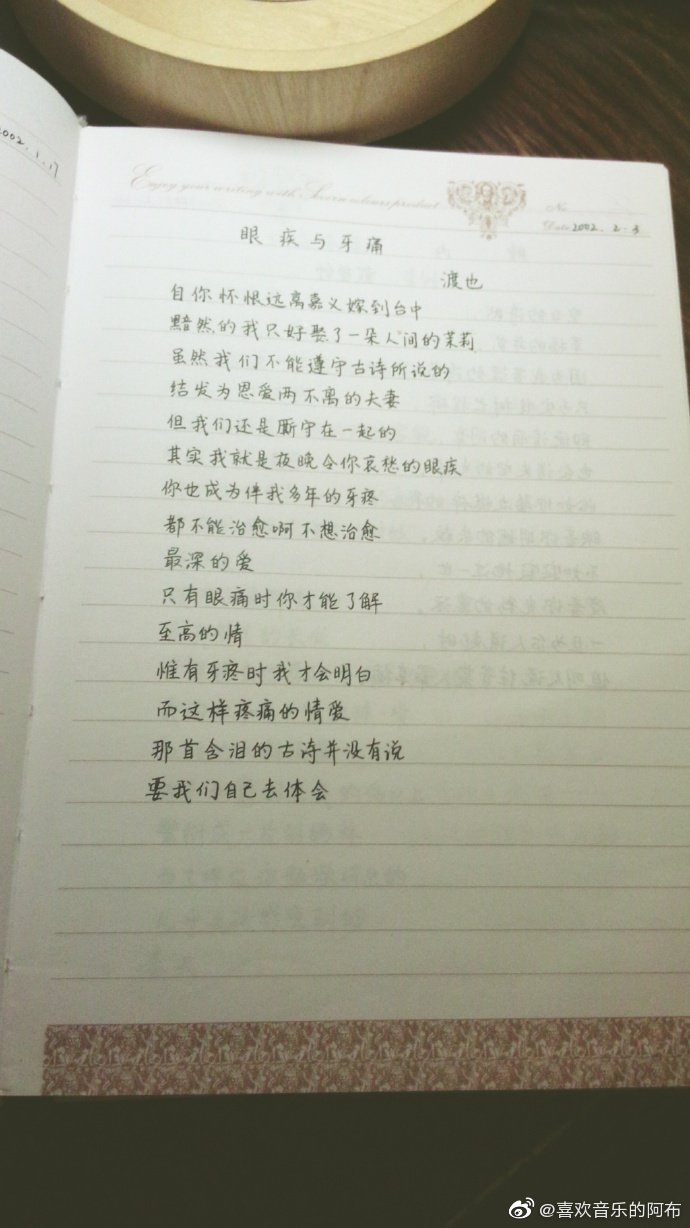 2002.1.17
Enjoy your writing with Seven colours product
No
Date 2002. 2. 3
眼疾与牙痛
渡也
自你怀恨远离嘉义嫁到台中
黯然的我只好娶了一朵人间的茉莉
虽然我们不能遵守古诗所说的
结发为恩爱两不离的夫妻
但我们还是厮守在一起的
其实我就是夜晚令你哀愁的眼疾
你也成为伴我多年的牙疼
都不能治愈啊不想治愈
最深的爱
只有眼痛时你才能了解
至高的情
惟有牙疼时我才会明白
而这样疼痛的情爱
那首含泪的古诗并没有说
要我们自己去体会
@喜欢音乐的阿布